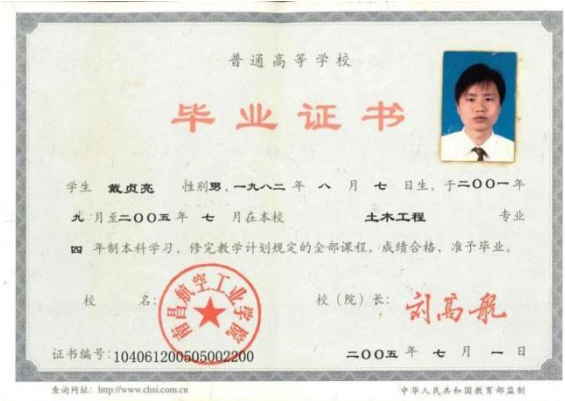 普通高等学校
毕业证书
学生 戴贞亮 性别男，一九八二年 八 月 七 日生，于二〇〇一年
九 月至二〇〇五年 七 月在本校 土木工程 专业
四 年制本科学习，修完教学计划规定的全部课程，成绩合格，准予毕业。
校 名： 校（院）长： 刘高航
南昌航空工业学院
证书编号：104061200505002200 二〇〇五 年 七 月 一 日
查询网址：http://www.chsi.com.cn 中华人民共和国教育部监制